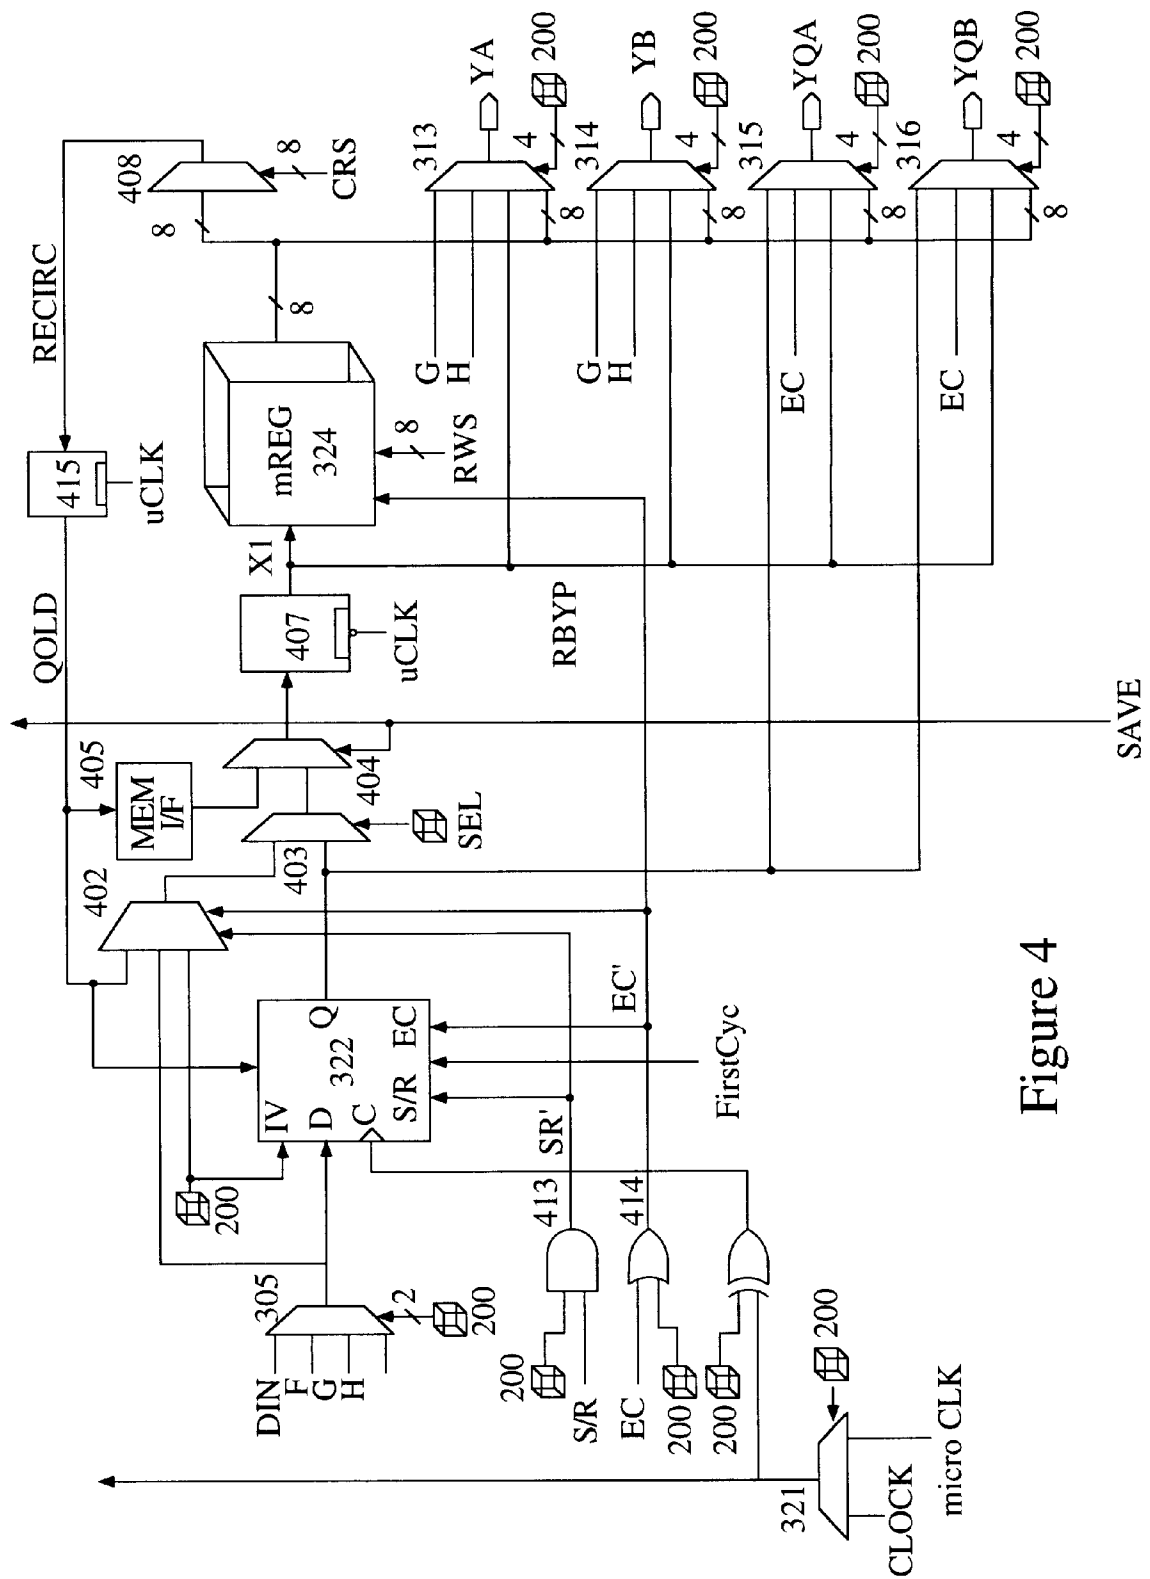 RECIRC
QOLD
415
uCLK
408
8
8
CRS
405
MEM
I/F
402
403
404
SEL
X1
407
uCLK
mREG
324
8
8
RWS
RBYP
SAVE
G
H
313
YA
4
200
8
G
H
314
YB
4
200
8
EC
315
YQA
4
200
8
EC
316
YQB
4
200
8
200
IV
D
C
Q
322
S/R
EC
305
DIN
F
G
H
2
200
413
SR'
200
S/R
414
EC'
EC
200
200
FirstCyc
321
200
CLOCK
micro CLK
Figure 4